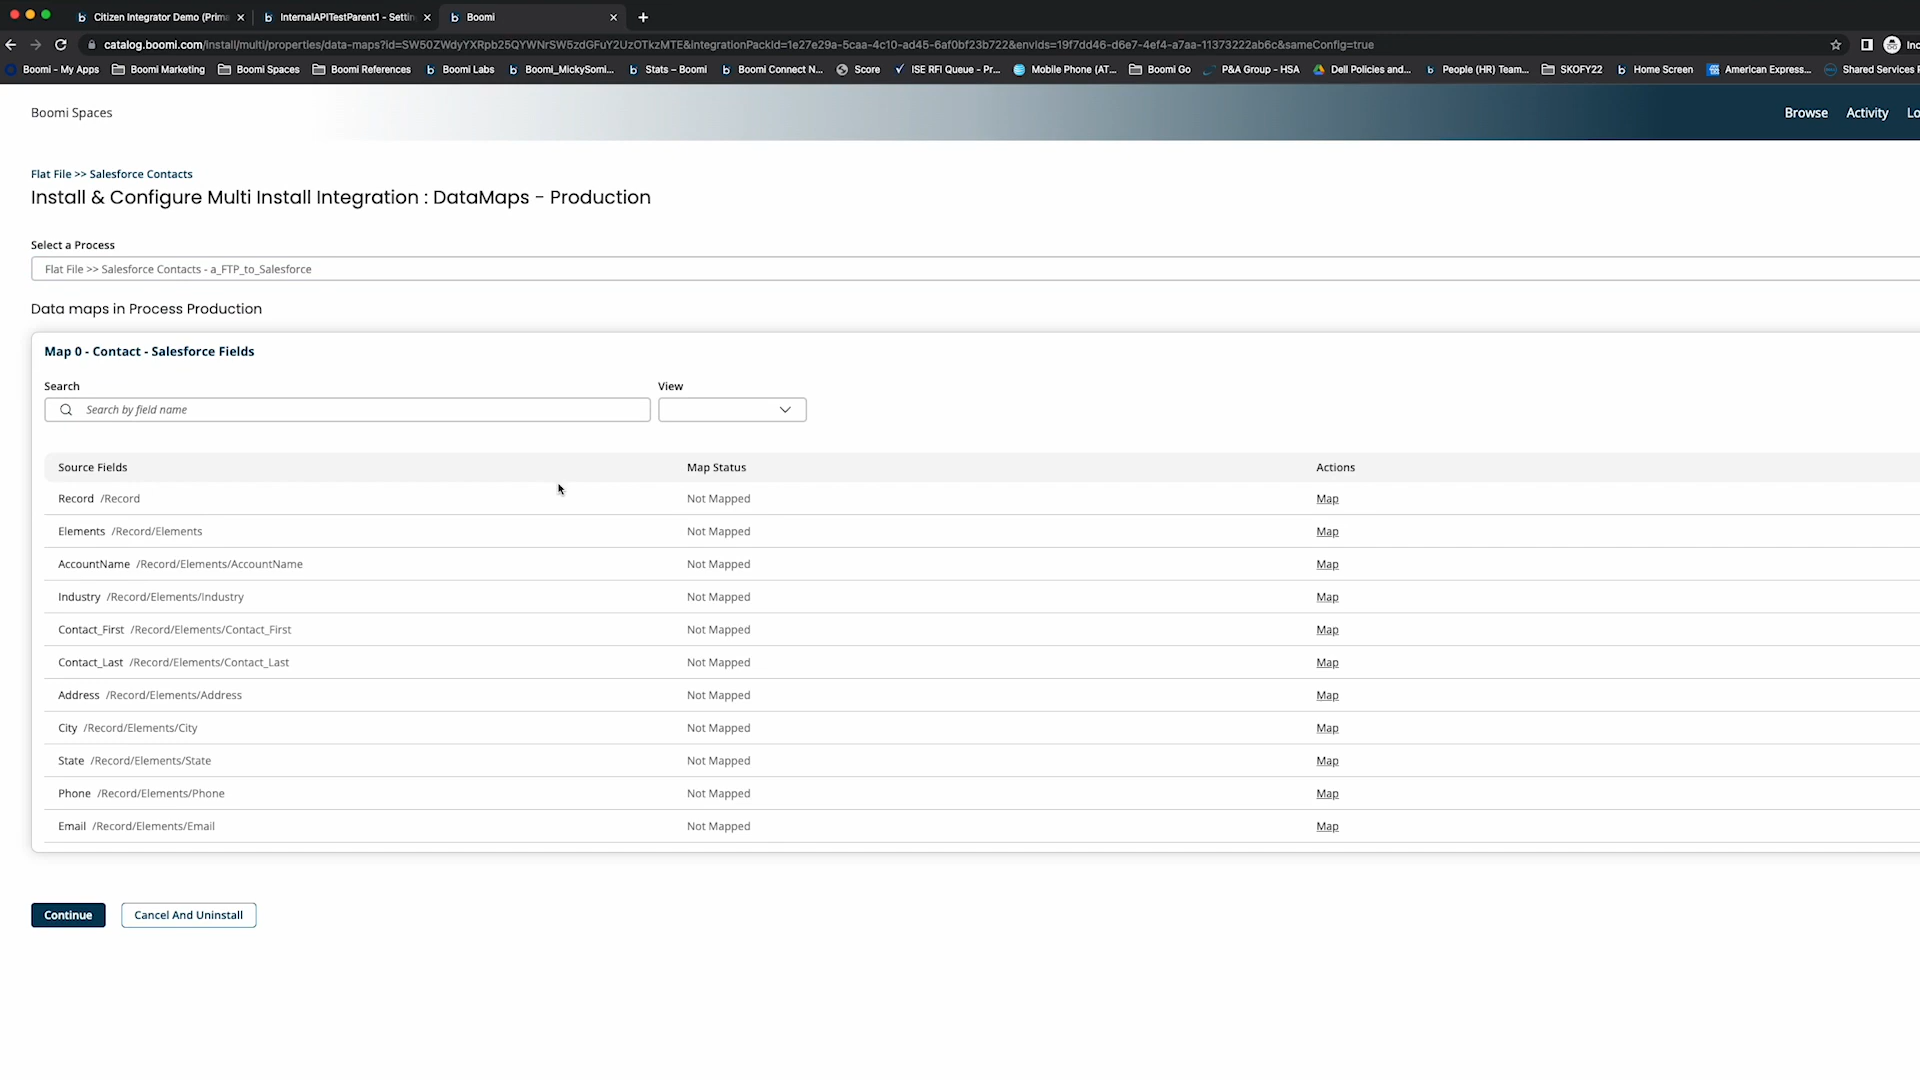 Citizen Integrator Demo (Prim
InternalAPITestParent1 - Settin
Boomi
catalog.boomi.com/install/multi/properties/data-maps?id=SW50ZWdyYXRpb25QYWNrSW5zdGFuY2UzOTkzMTE&integrationPackId=1e27e29a-5caa-4c10-ad45-6af0bf23b722&envIds=19f7dd46-d6e7-4ef4-a7aa-11373222ab6c&sameConfig=true
Inc
Boomi - My Apps
Boomi Marketing
Boomi Spaces
Boomi References
Boomi Labs
Boomi_MickySomi...
Stats – Boomi
Boomi Connect N...
Score
ISE RFI Queue - Pr...
Mobile Phone (AT...
Boomi Go
P&A Group - HSA
Dell Policies and...
People (HR) Team...
SKOFY22
Home Screen
American Express...
Shared Services F
Boomi Spaces
Browse
Activity
Lo
Flat File >> Salesforce Contacts
Install & Configure Multi Install Integration : DataMaps - Production
Select a Process
Flat File >> Salesforce Contacts - a_FTP_to_Salesforce
Data maps in Process Production
Map 0 - Contact - Salesforce Fields
Search
View
Search by field name
Source Fields
Map Status
Actions
Record /Record
Not Mapped
Map
Elements /Record/Elements
Not Mapped
Map
AccountName /Record/Elements/AccountName
Not Mapped
Map
Industry /Record/Elements/Industry
Not Mapped
Map
Contact_First /Record/Elements/Contact_First
Not Mapped
Map
Contact_Last /Record/Elements/Contact_Last
Not Mapped
Map
Address /Record/Elements/Address
Not Mapped
Map
City /Record/Elements/City
Not Mapped
Map
State /Record/Elements/State
Not Mapped
Map
Phone /Record/Elements/Phone
Not Mapped
Map
Email /Record/Elements/Email
Not Mapped
Map
Continue
Cancel And Uninstall